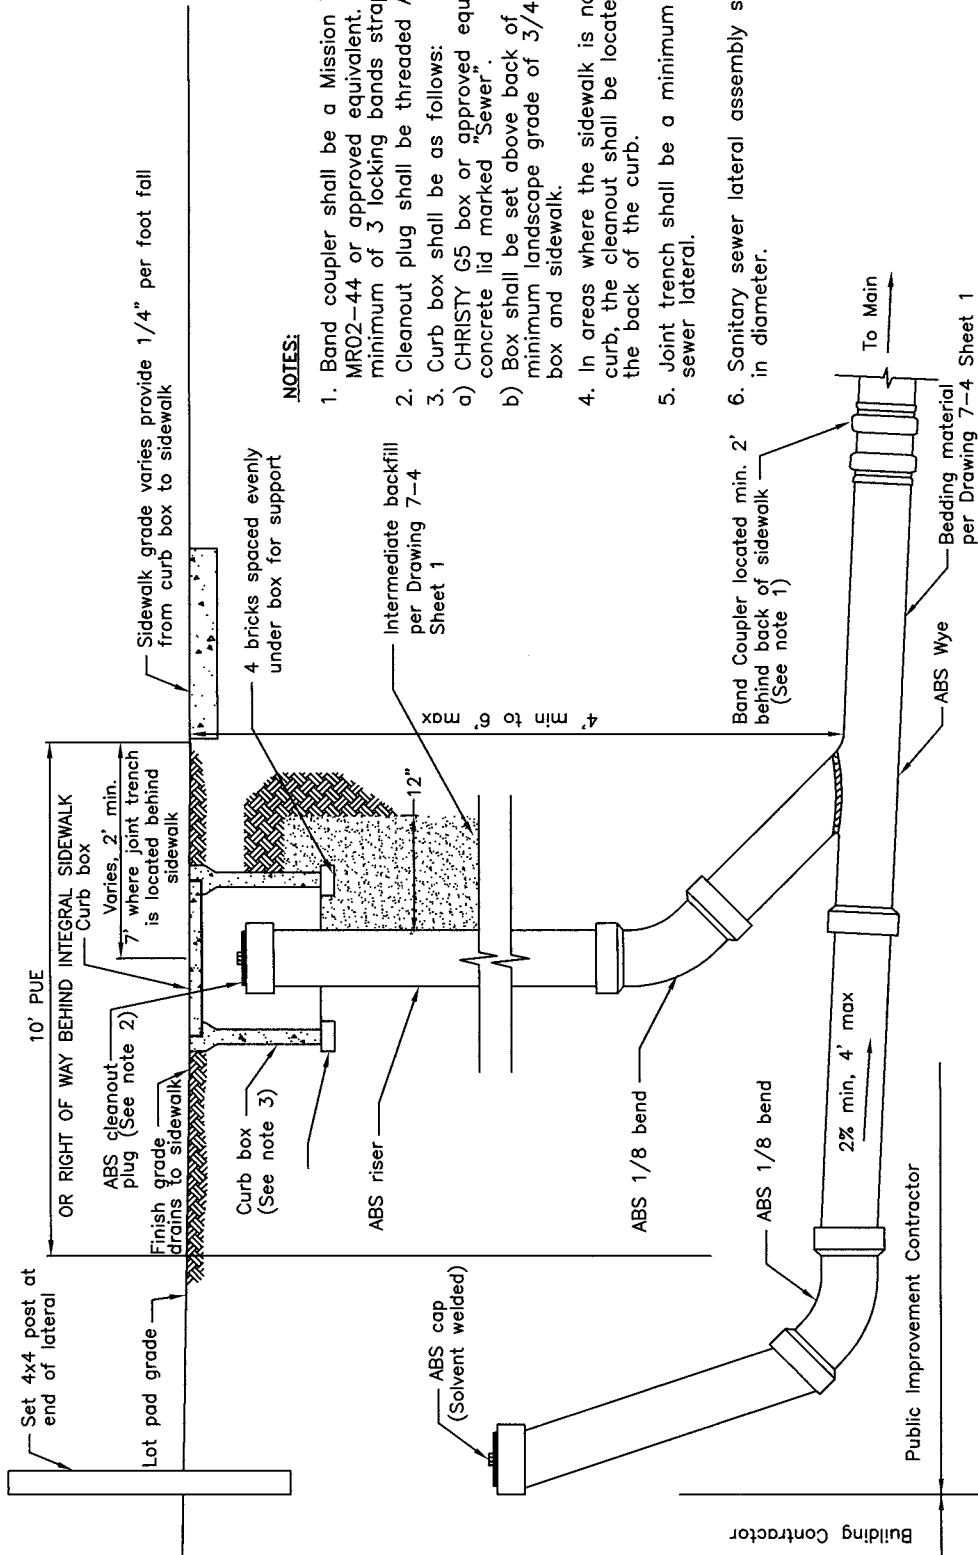 Set 4x4 post at
end of lateral
Lot pad grade
10' PUE
OR RIGHT OF WAY BEHIND INTEGRAL SIDEWALK
Curb box
Varies, 2' min.
7' where joint trench
is located behind
sidewalk
ABS cleanout
plug (See note 2)
Finish grade
drains to sidewalk
Curb box
(See note 3)
ABS riser
Sidewalk grade varies provide 1/4" per foot fall
from curb box to sidewalk
4 bricks spaced evenly
under box for support
Intermediate backfill
per Drawing 7-4
Sheet 1
12"
4' min to 6' max
ABS cap
(Solvent welded)
ABS 1/8 bend
ABS 1/8 bend
2% min, 4' max
Band Coupler located min. 2'
behind back of sidewalk
(See note 1)
To Main
Bedding material
per Drawing 7-4 Sheet 1
ABS Wye
Building Contractor
Public Improvement Contractor
NOTES:
1. Band coupler shall be a Mission
MR02-44 or approved equivalent.
minimum of 3 locking bands
2. Cleanout plug shall be threaded
3. Curb box shall be as follows:
a) CHRISTY G5 box or approved
concrete lid marked "Sewer".
b) Box shall be set above back of
minimum landscape grade of 3/4
box and sidewalk.
4. In areas where the sidewalk is
curb, the cleanout shall be
the back of the curb.
5. Joint trench shall be a minimum
sewer lateral.
6. Sanitary sewer lateral assembly
in diameter.